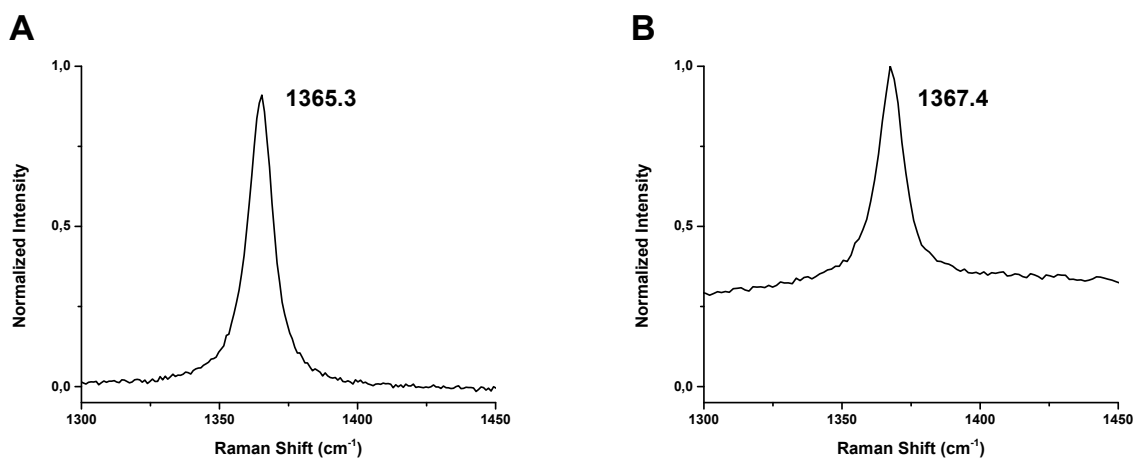 A
1,0
1365.3
Normalized Intensity
0,5
0,0
1300
1350
1400
1450
Raman Shift (cm⁻¹)
B
1,0
1367.4
Normalized Intensity
0,5
0,0
1300
1350
1400
1450
Raman Shift (cm⁻¹)